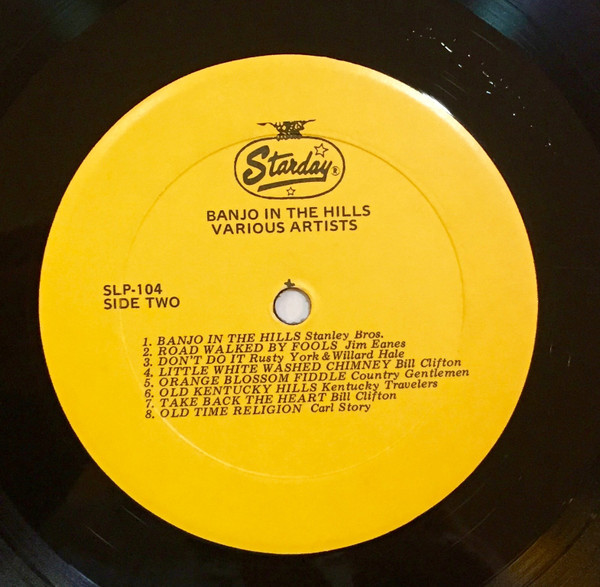 Starday®
BANJO IN THE HILLS
VARIOUS ARTISTS
SLP-104
SIDE TWO
1. BANJO IN THE HILLS Stanley Bros.
2. ROAD WALKED BY FOOLS Jim Eanes
3. DON'T DO IT Rusty York & Willard Hale
4. LITTLE WHITE WASHED CHIMNEY Bill Clifton
5. ORANGE BLOSSOM FIDDLE Country Gentlemen
6. OLD KENTUCKY HILLS Kentucky Travelers
7. TAKE BACK THE HEART Bill Clifton
8. OLD TIME RELIGION Carl Story